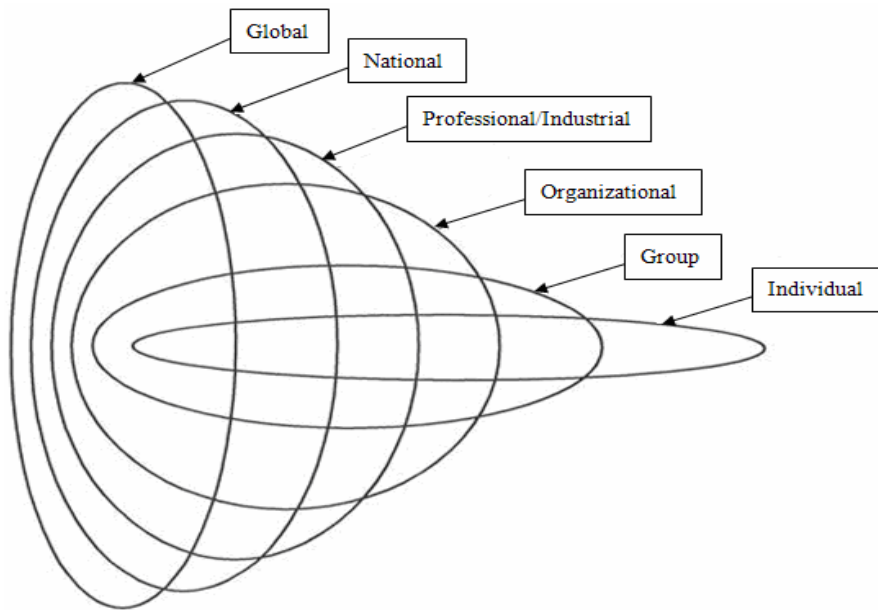 Global
National
Professional/Industrial
Organizational
Group
Individual